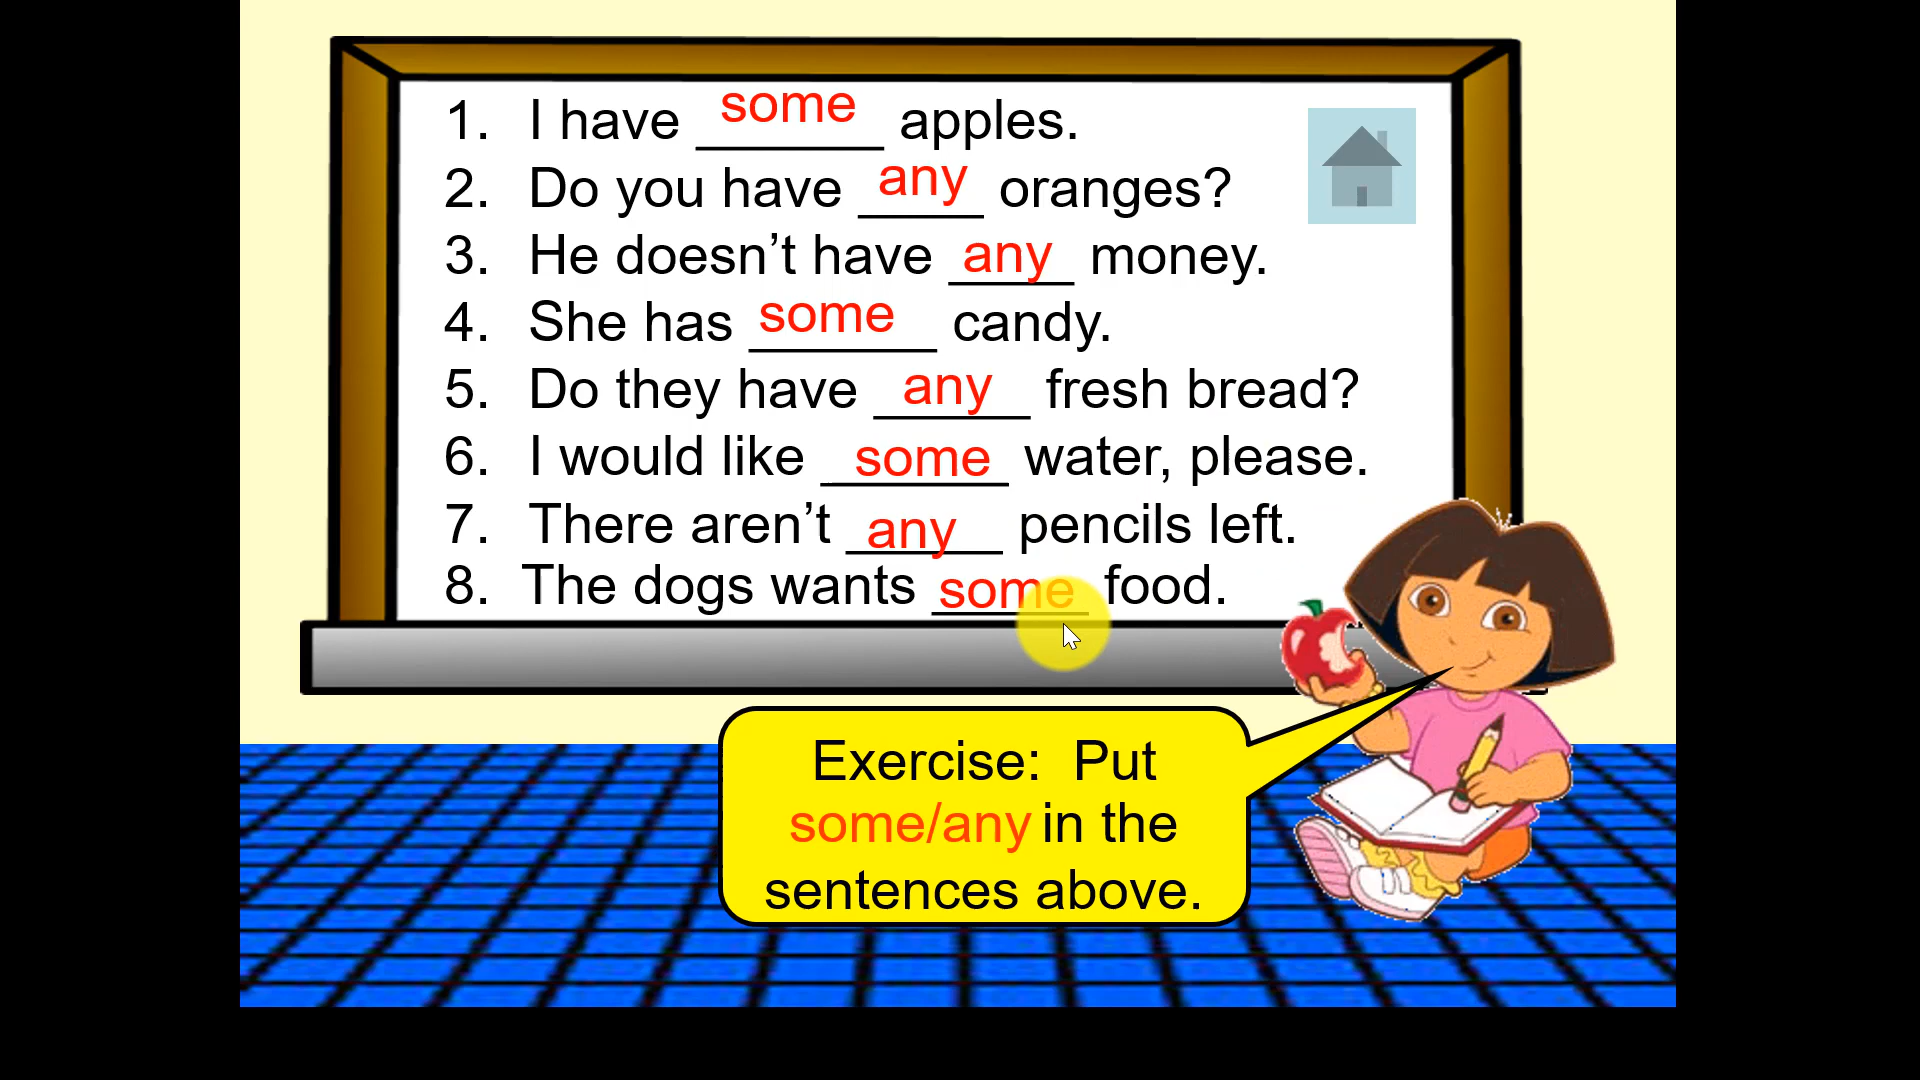 1. I have some apples.
2. Do you have any oranges?
3. He doesn’t have any money.
4. She has some candy.
5. Do they have any fresh bread?
6. I would like some water, please.
7. There aren’t any pencils left.
8. The dogs wants some food.
Exercise: Put
some/any in the
sentences above.